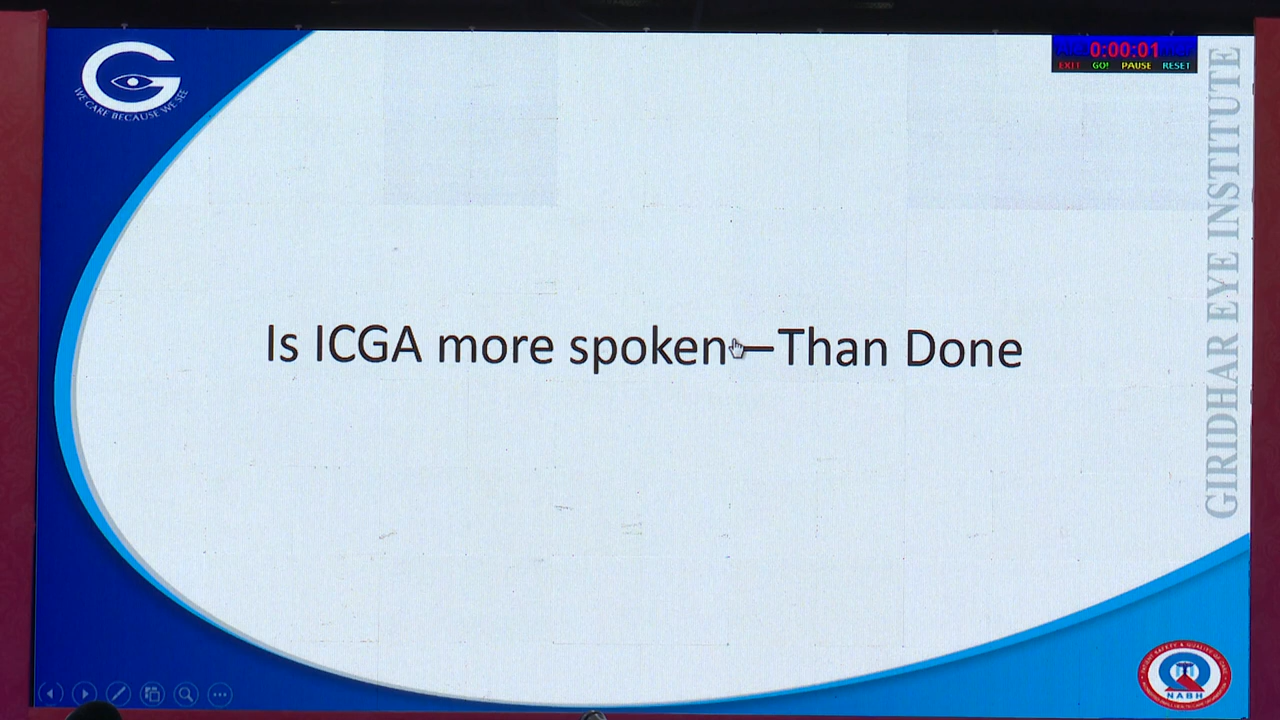 WE CARE BECAUSE WE SEE
0:00:01
EXIT GO! PAUSE RESET
Is ICGA more spoken—Than Done
GIRIDHAR EYE INSTITUTE
NABH